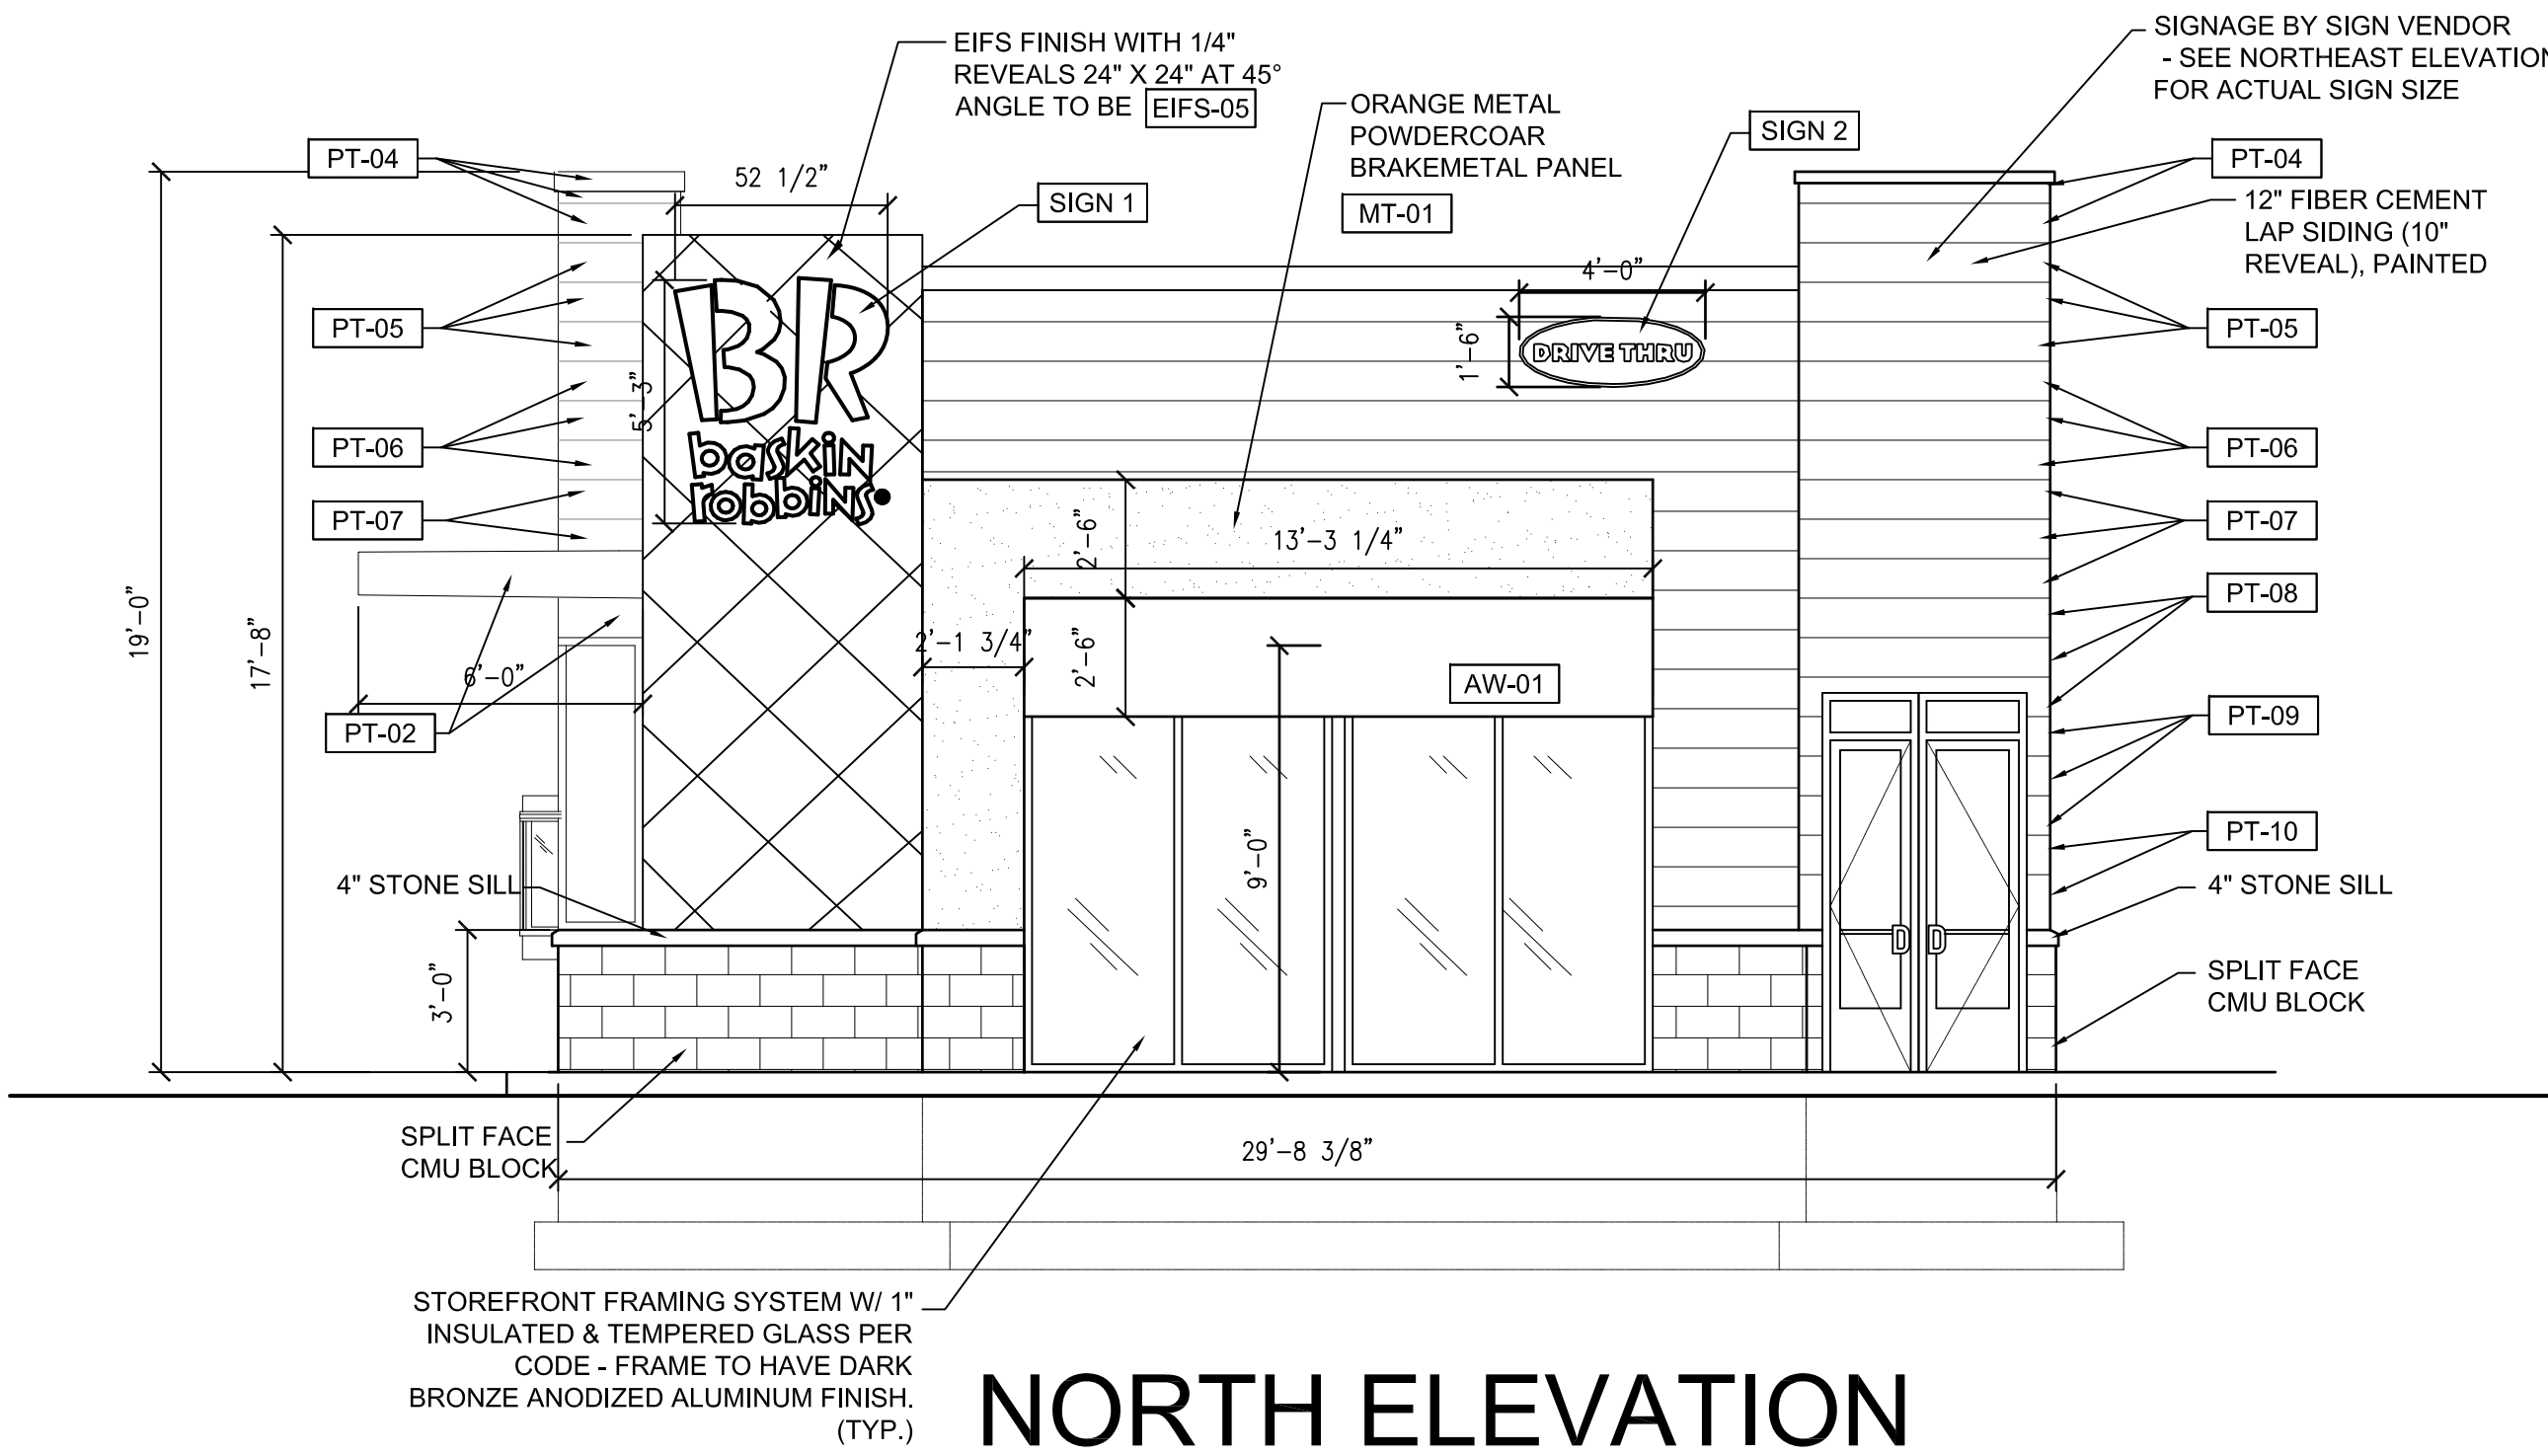 EIFS FINISH WITH 1/4"
REVEALS 24" X 24" AT 45°
ANGLE TO BE EIFS-05
SIGNAGE BY SIGN VENDOR
- SEE NORTHEAST ELEVATION
FOR ACTUAL SIGN SIZE
ORANGE METAL
POWDERCOAR
BRAKEMETAL PANEL
MT-01
SIGN 2
SIGN 1
PT-04
52 1/2"
PT-04
12" FIBER CEMENT
LAP SIDING (10"
REVEAL), PAINTED
4'-0"
1'-6"
DRIVE THRU
BR
baskin
robbins
5'-3"
PT-05
PT-06
PT-07
PT-05
PT-06
PT-07
PT-08
PT-09
PT-10
19'-0"
17'-8"
2'-6"
13'-3 1/4"
2'-1 3/4"
2'-6"
6'-0"
PT-02
AW-01
9'-0"
4" STONE SILL
4" STONE SILL
3'-0"
SPLIT FACE
CMU BLOCK
SPLIT FACE
CMU BLOCK
29'-8 3/8"
STOREFRONT FRAMING SYSTEM W/ 1"
INSULATED & TEMPERED GLASS PER
CODE - FRAME TO HAVE DARK
BRONZE ANODIZED ALUMINUM FINISH.
(TYP.)
NORTH ELEVATION